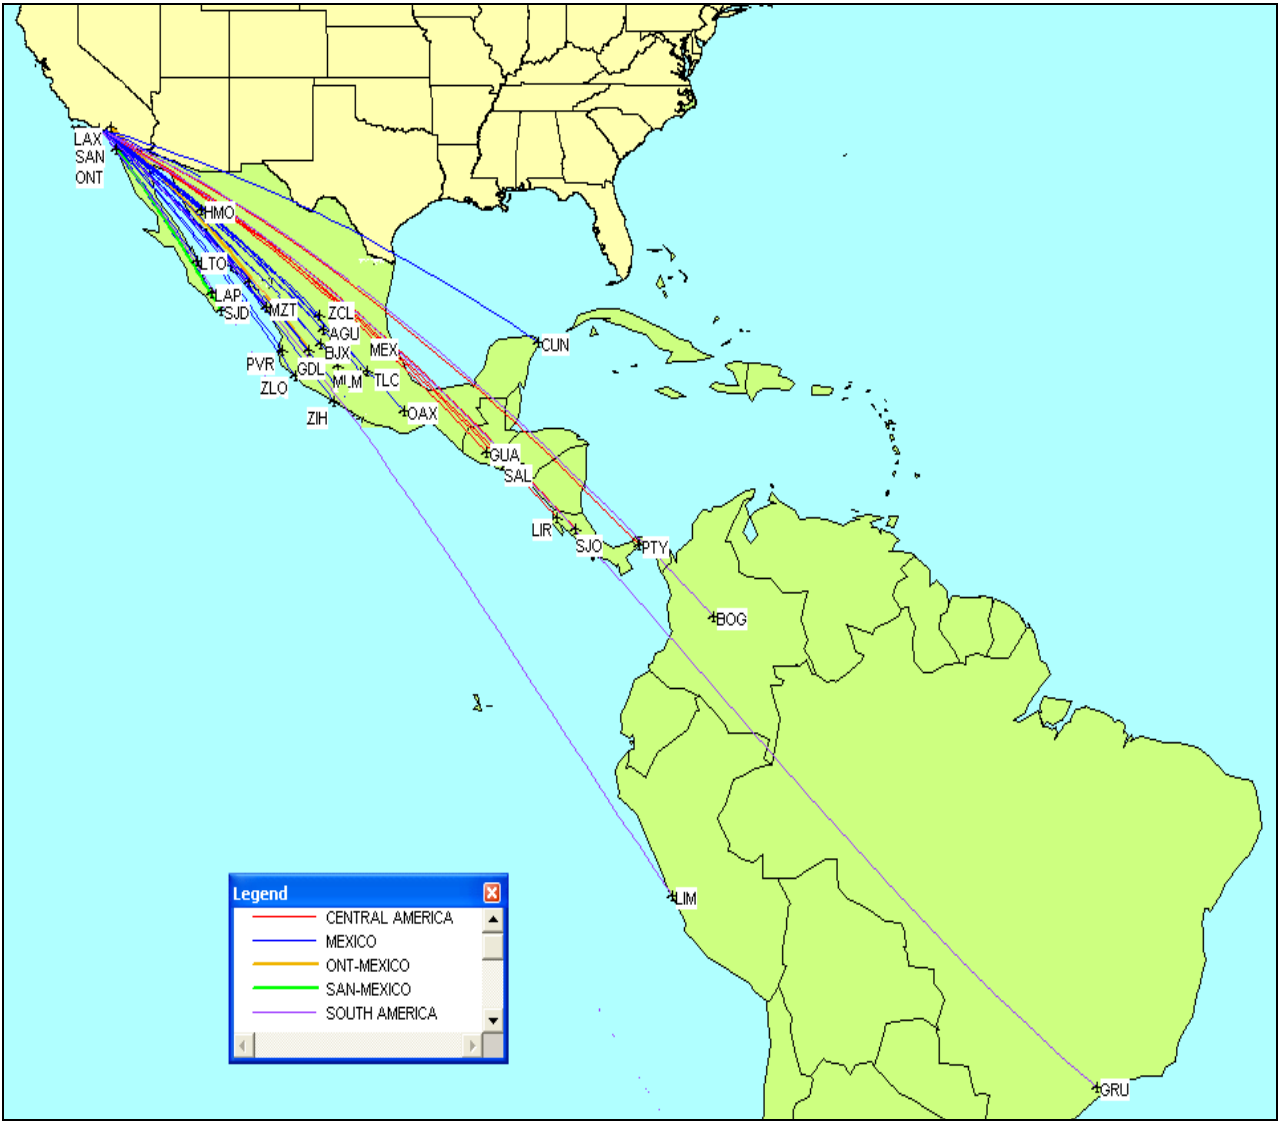 LAX
SAN
ONT
HMO
LTO
LAP
SJD
MZT
ZCL
AGU
BJX
MEX
CUN
PVR
GDL
ZLO
TLC
ZIH
OAX
GUA
SAL
LIR
SJO
PTY
BOG
LIM
GRU
Legend
CENTRAL AMERICA
MEXICO
ONT-MEXICO
SAN-MEXICO
SOUTH AMERICA